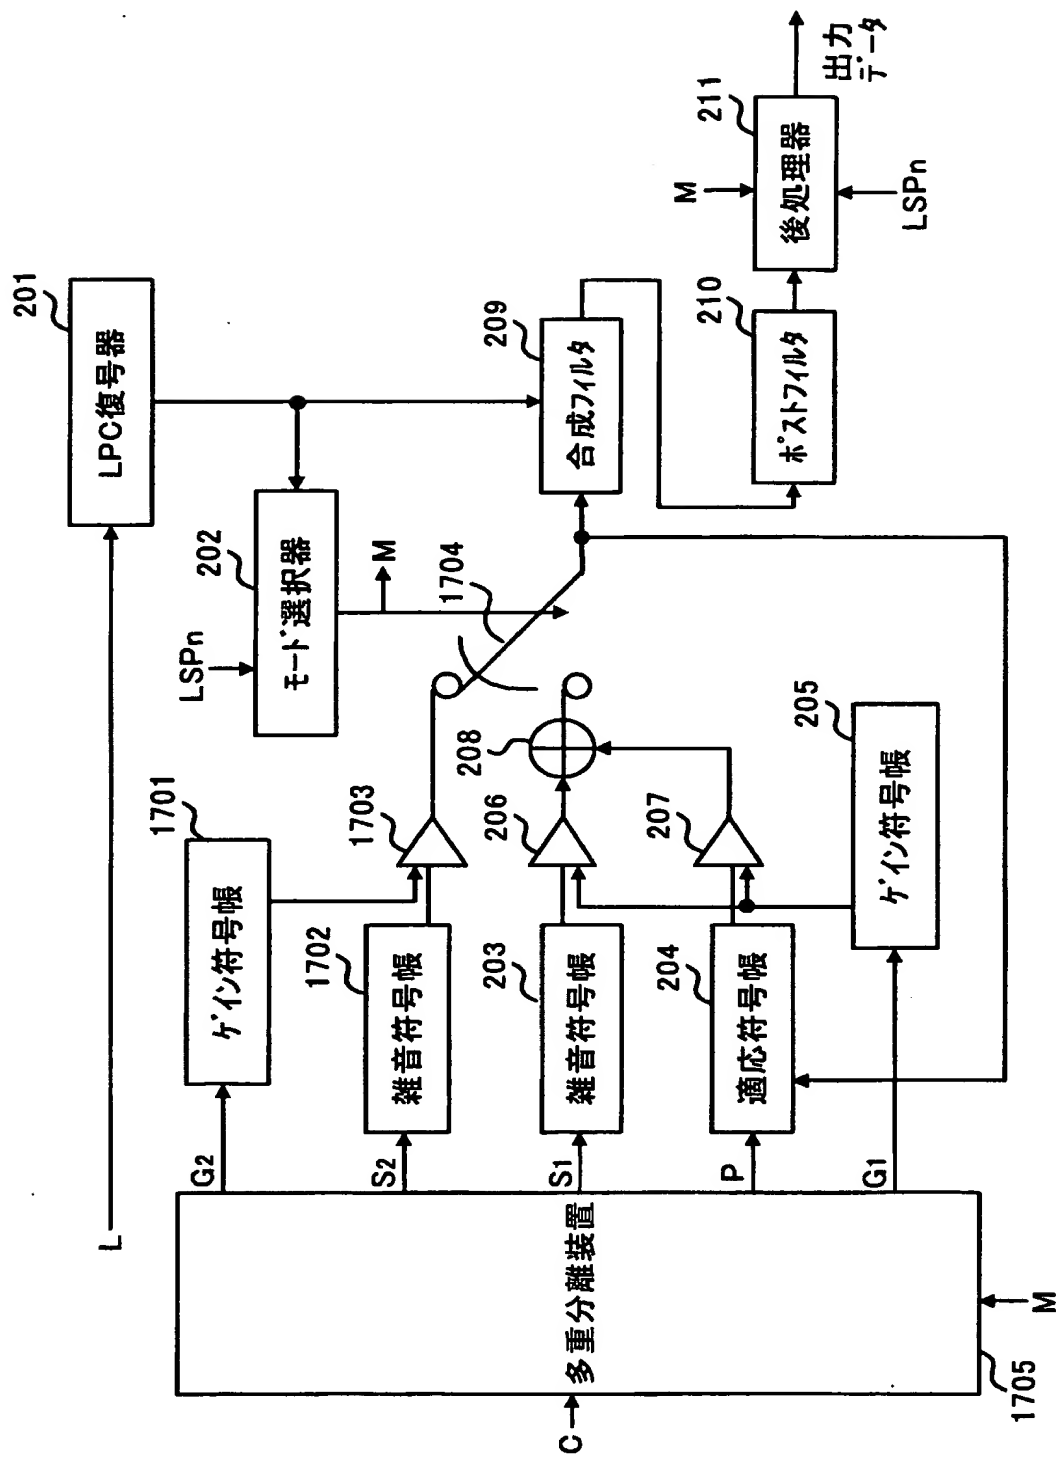 L
201
LPC復号器
LSPn
202
モード選択器
M
1704
1701
ゲイン符号帳
G2
1703
1702
雑音符号帳
S2
208
206
203
雑音符号帳
S1
207
204
適応符号帳
P
205
ゲイン符号帳
G1
C
多重分離装置
M
1705
209
合成フィルタ
210
ポストフィルタ
M
211
後処理器
LSPn
出力
データ